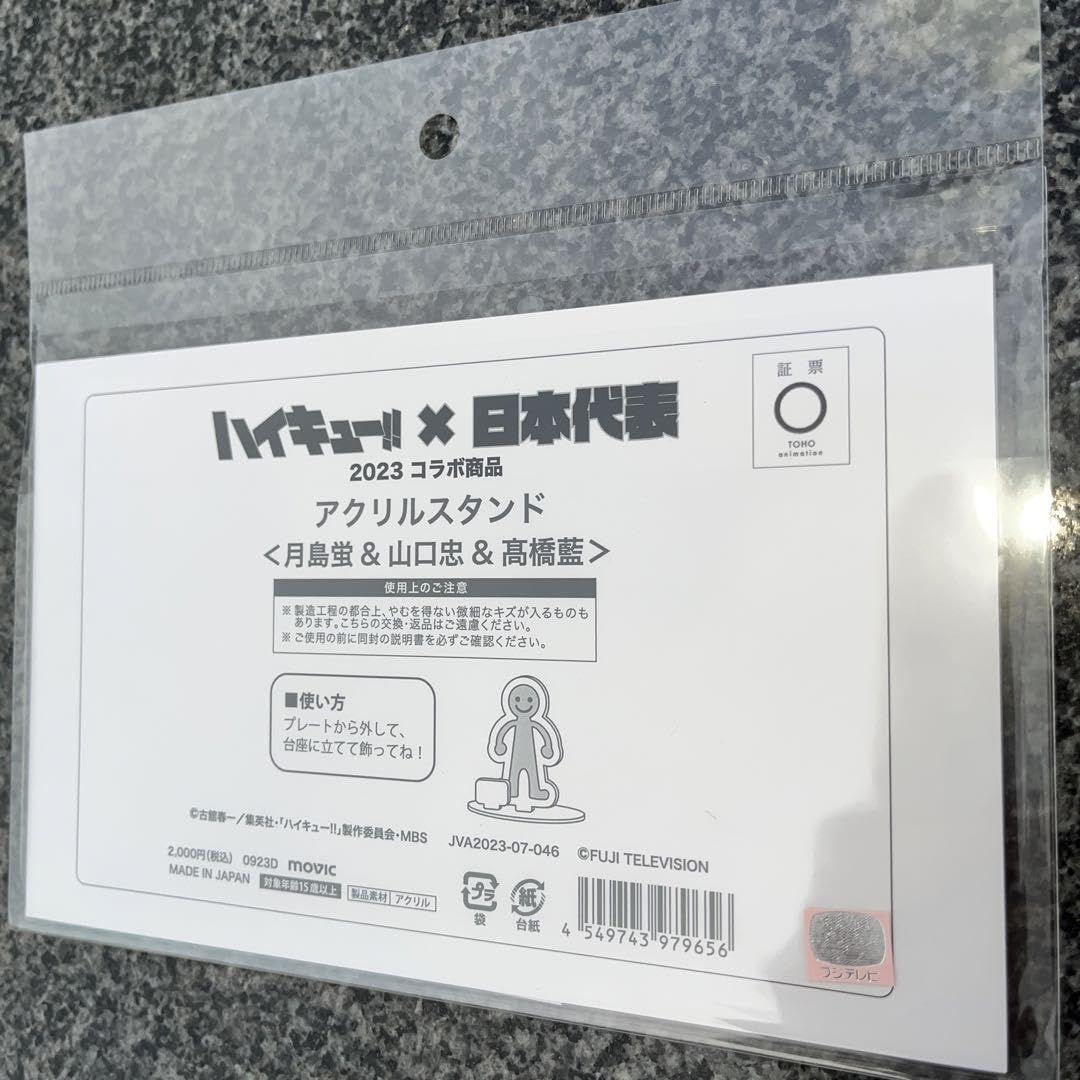 証票
TOHO
animation
ハイキュー!! × 日本代表
2023 コラボ商品
アクリルスタンド
＜月島蛍 & 山口忠 & 髙橋藍＞
使用上のご注意
※ 製造工程の都合上、やむを得ない微細なキズが入るものも
あります。こちらの交換・返品はご遠慮ください。
※ ご使用の前に同封の説明書を必ずご確認ください。
■使い方
プレートから外して、
台座に立てて飾ってね！
©古舘春一／集英社・「ハイキュー!!」製作委員会・MBS
JVA2023-07-046 ©FUJI TELEVISION
2,000円(税込) 0923D movic
MADE IN JAPAN 対象年齢15歳以上 製品素材 アクリル
プラ 紙
袋 台紙
4 549743 979656
フジテレビ